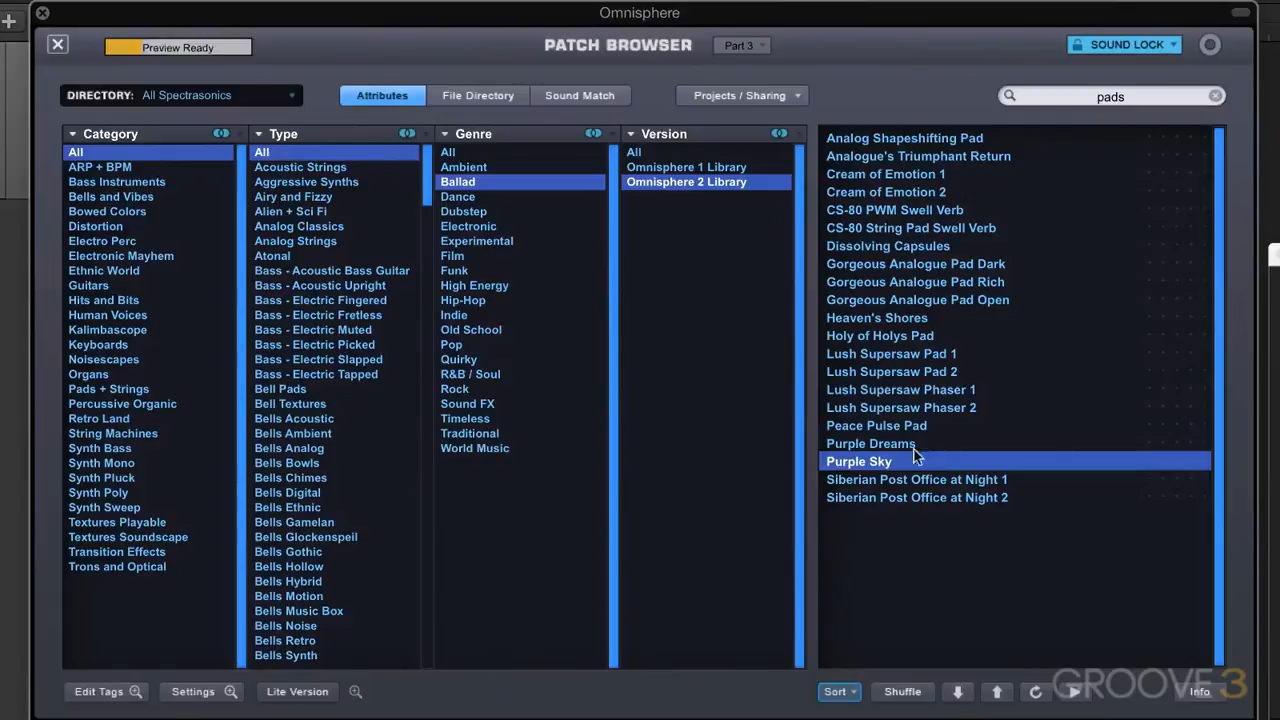 Omnisphere
Preview Ready
PATCH BROWSER
Part 3
SOUND LOCK
DIRECTORY: All Spectrasonics
Attributes
File Directory
Sound Match
Projects / Sharing
pads
Category
All
ARP + BPM
Bass Instruments
Bells and Vibes
Bowed Colors
Distortion
Electro Perc
Electronic Mayhem
Ethnic World
Guitars
Hits and Bits
Human Voices
Kalimbascope
Keyboards
Noisescapes
Organs
Pads + Strings
Percussive Organic
Retro Land
String Machines
Synth Bass
Synth Mono
Synth Pluck
Synth Poly
Synth Sweep
Textures Playable
Textures Soundscape
Transition Effects
Trons and Optical
Type
All
Acoustic Strings
Aggressive Synths
Airy and Fizzy
Alien + Sci Fi
Analog Classics
Analog Strings
Atonal
Bass - Acoustic Bass Guitar
Bass - Acoustic Upright
Bass - Electric Fingered
Bass - Electric Fretless
Bass - Electric Muted
Bass - Electric Picked
Bass - Electric Slapped
Bass - Electric Tapped
Bell Pads
Bell Textures
Bells Acoustic
Bells Ambient
Bells Analog
Bells Bowls
Bells Chimes
Bells Digital
Bells Ethnic
Bells Gamelan
Bells Glockenspeil
Bells Gothic
Bells Hollow
Bells Hybrid
Bells Motion
Bells Music Box
Bells Noise
Bells Retro
Bells Synth
Genre
All
Ambient
Ballad
Dance
Dubstep
Electronic
Experimental
Film
Funk
High Energy
Hip-Hop
Indie
Old School
Pop
Quirky
R&B / Soul
Rock
Sound FX
Timeless
Traditional
World Music
Version
All
Omnisphere 1 Library
Omnisphere 2 Library
Analog Shapeshifting Pad
Analogue's Triumphant Return
Cream of Emotion 1
Cream of Emotion 2
CS-80 PWM Swell Verb
CS-80 String Pad Swell Verb
Dissolving Capsules
Gorgeous Analogue Pad Dark
Gorgeous Analogue Pad Rich
Gorgeous Analogue Pad Open
Heaven's Shores
Holy of Holys Pad
Lush Supersaw Pad 1
Lush Supersaw Pad 2
Lush Supersaw Phaser 1
Lush Supersaw Phaser 2
Peace Pulse Pad
Purple Dreams
Purple Sky
Siberian Post Office at Night 1
Siberian Post Office at Night 2
Edit Tags
Settings
Lite Version
Sort
Shuffle
Info
GROOVE 3